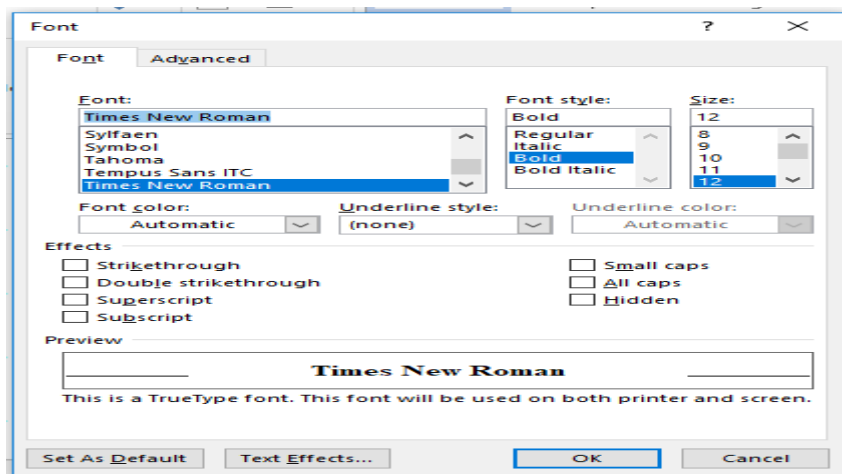 Font ?
Font Advanced
Font: Font style: Size:
Times New Roman Bold 12
Sylfaen Regular 8
Symbol Italic 9
Tahoma Bold 10
Tempus Sans ITC Bold Italic 11
Times New Roman 12
Font color: Underline style: Underline color:
Automatic (none) Automatic
Effects
Strikethrough Small caps
Double strikethrough All caps
Superscript Hidden
Subscript
Preview
Times New Roman
This is a TrueType font. This font will be used on both printer and screen.
Set As Default Text Effects... OK Cancel